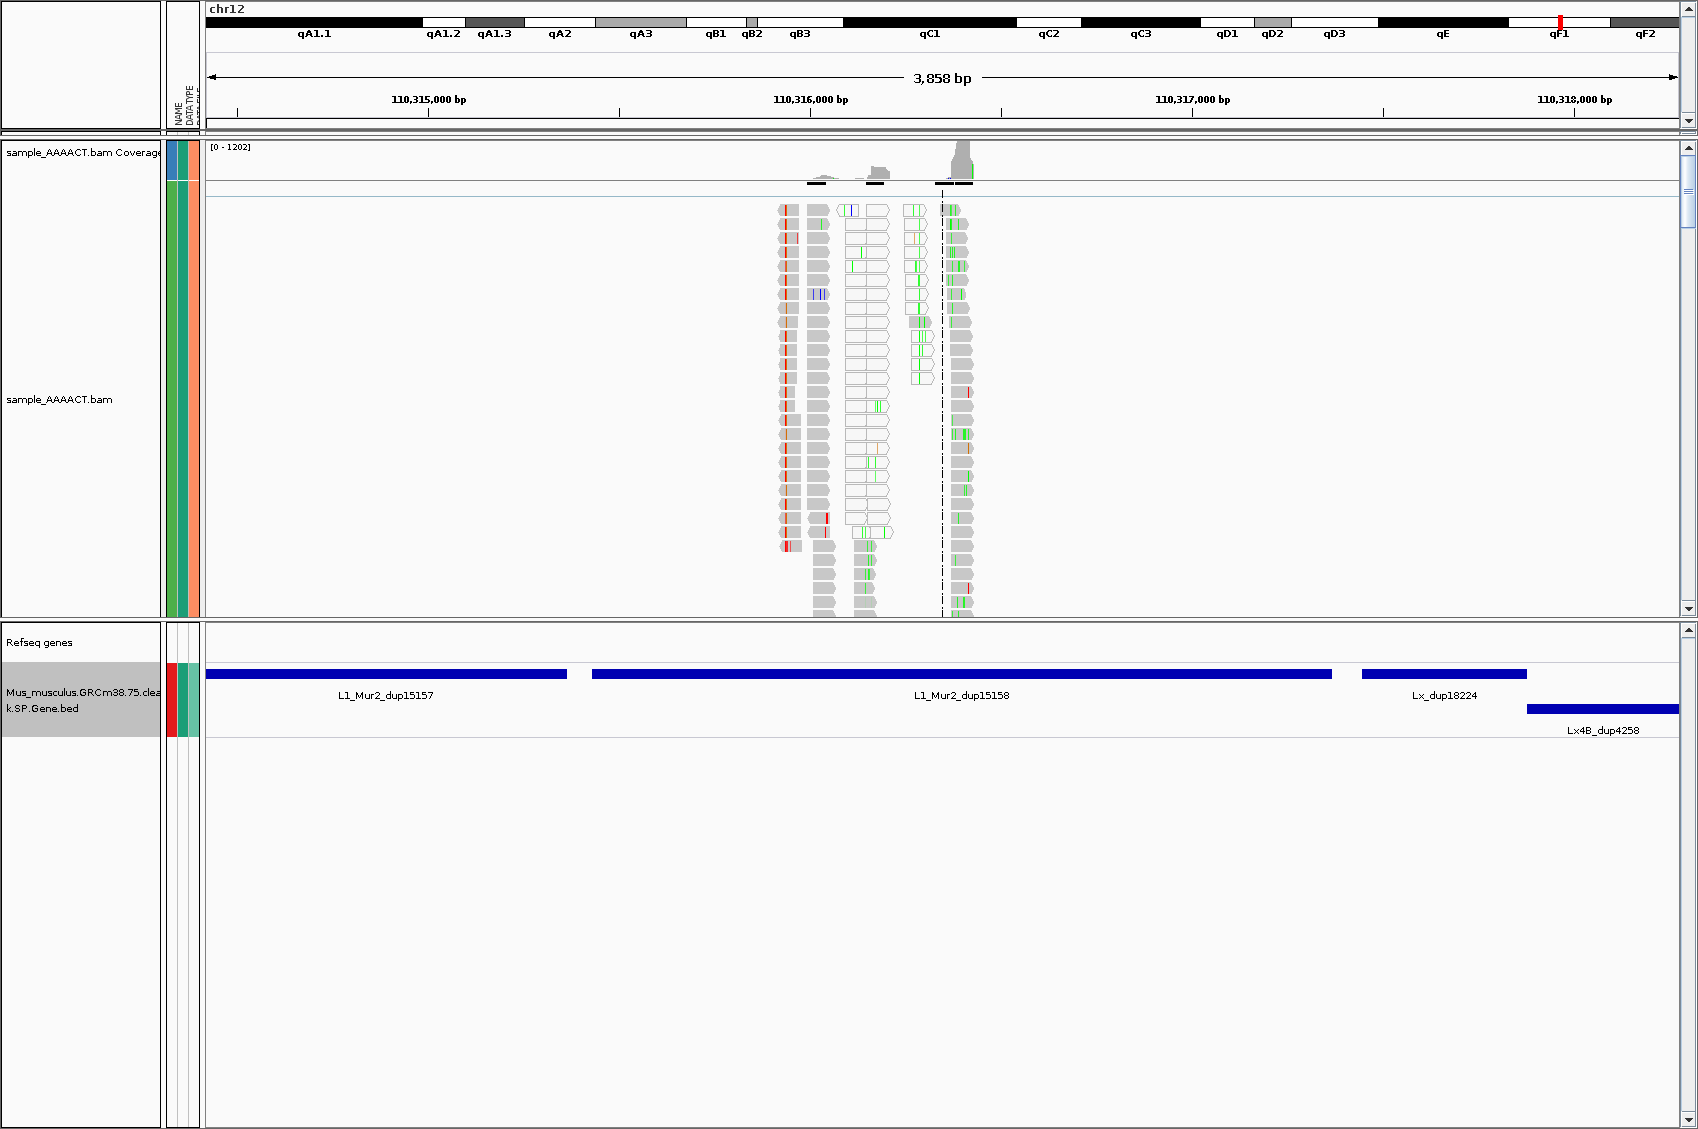 chr12
qA1.1 qA1.2 qA1.3 qA2 qA3 qB1 qB2 qB3 qC1 qC2 qC3 qD1 qD2 qD3 qE qF1 qF2
3,858 bp
110,315,000 bp 110,316,000 bp 110,317,000 bp 110,318,000 bp
NAME
DATA TYPE
sample_AAAACT.bam Coverage
[0 - 1202]
sample_AAAACT.bam
Refseq genes
Mus_musculus.GRCm38.75.clea
k.SP.Gene.bed
L1_Mur2_dup15157 L1_Mur2_dup15158 Lx_dup18224
Lx4B_dup4258